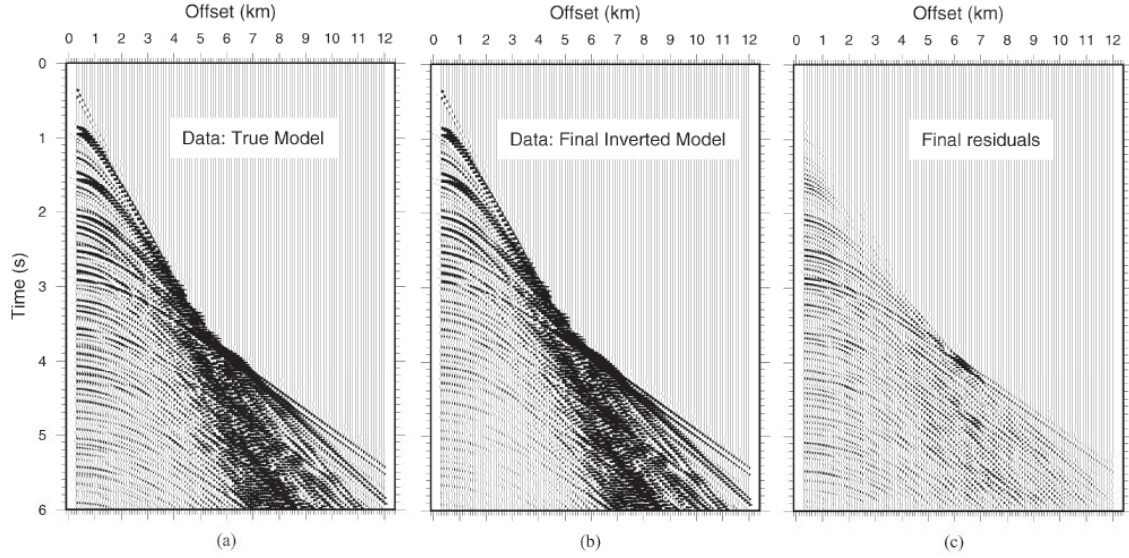 Offset (km) Offset (km) Offset (km)
0 1 2 3 4 5 6 7 8 9 10 11 12 0 1 2 3 4 5 6 7 8 9 10 11 12 0 1 2 3 4 5 6 7 8 9 10 11 12
0
1
Data: True Model Data: Final Inverted Model Final residuals
2
Time (s)
3
4
5
6
(a) (b) (c)